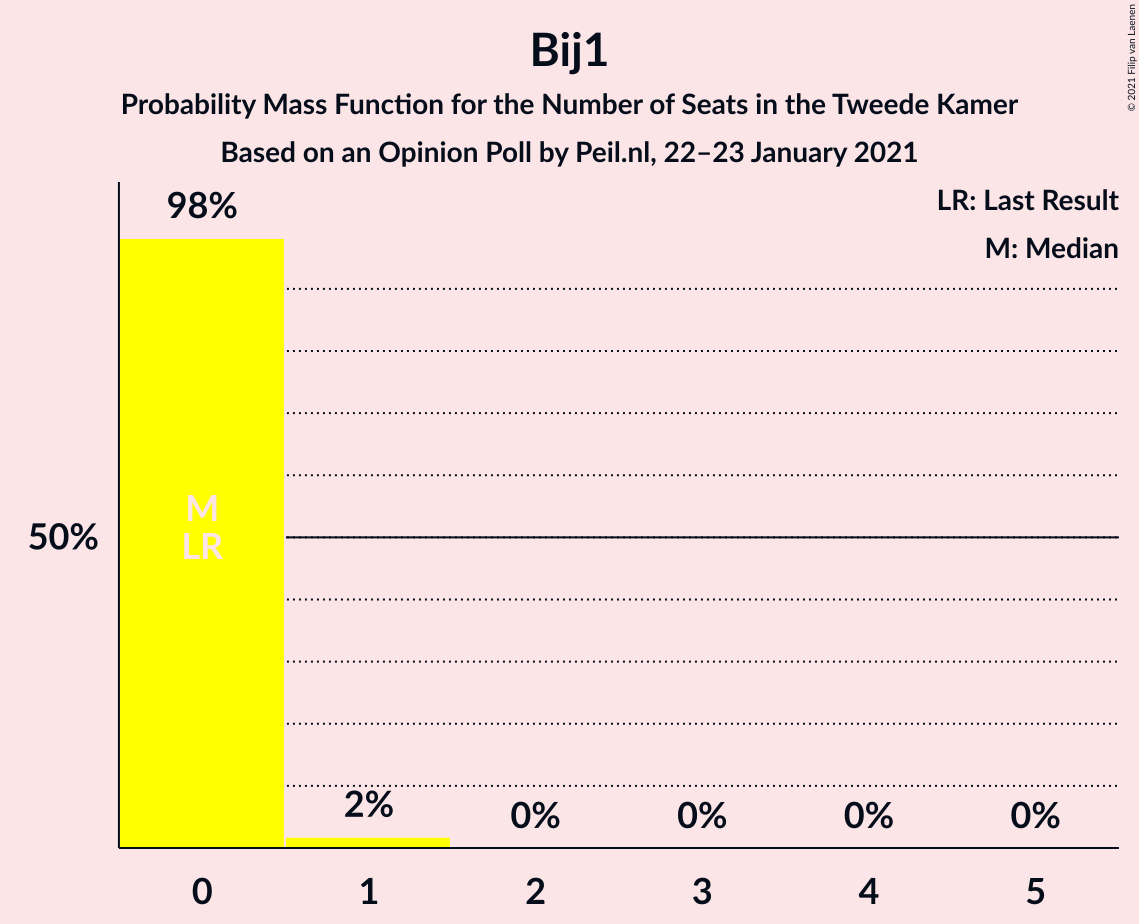 Bij1
Probability Mass Function for the Number of Seats in the Tweede Kamer
Based on an Opinion Poll by Peil.nl, 22–23 January 2021
© 2021 Filip van Laenen
LR: Last Result
M: Median
98%
M
LR
50%
2%
0%
0%
0%
0%
0
1
2
3
4
5